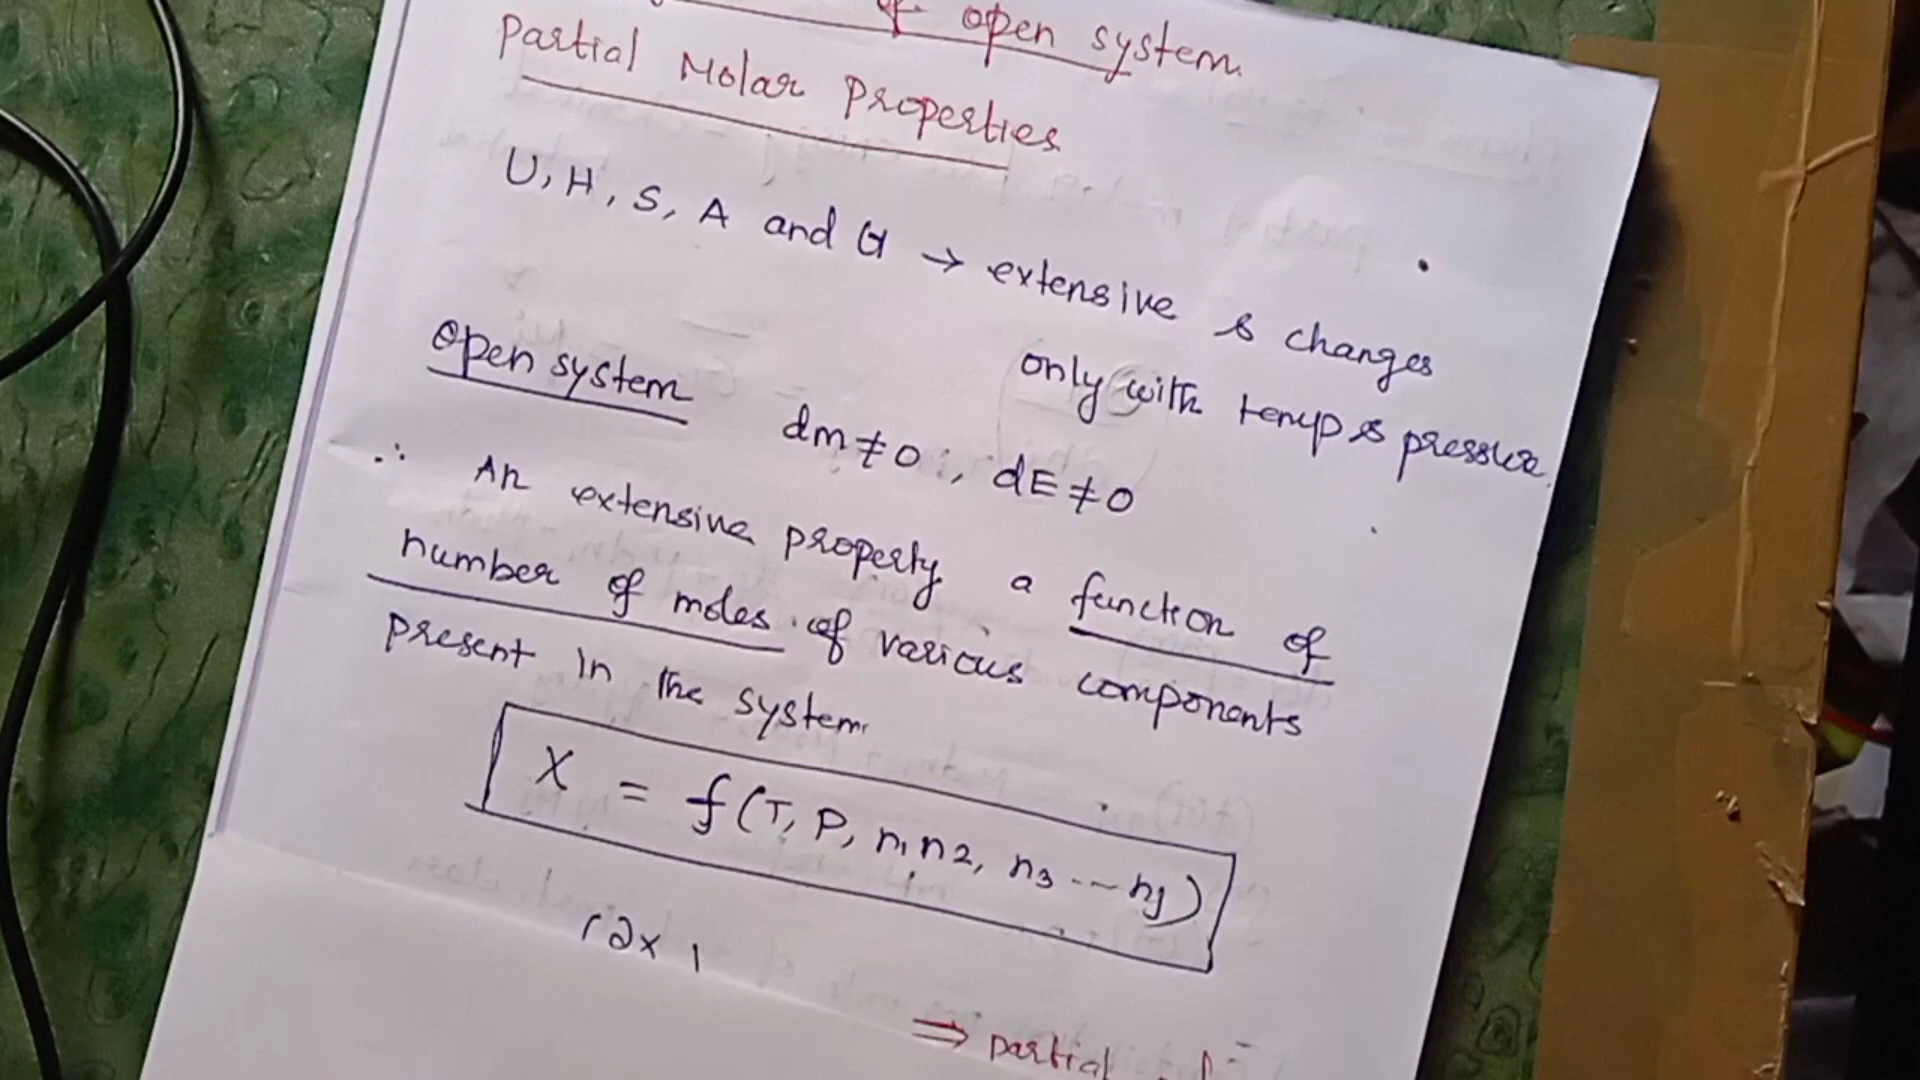 of open system.
Partial Molar Properties
U, H, S, A and G → extensive & changes
only with temp & pressure.
open system dm ≠ 0, dE ≠ 0
∴ An extensive property a function of
number of moles of various components
present in the system.
X = f(T, P, n1 n2, n3 --- nj)
(∂x
⇒ partial